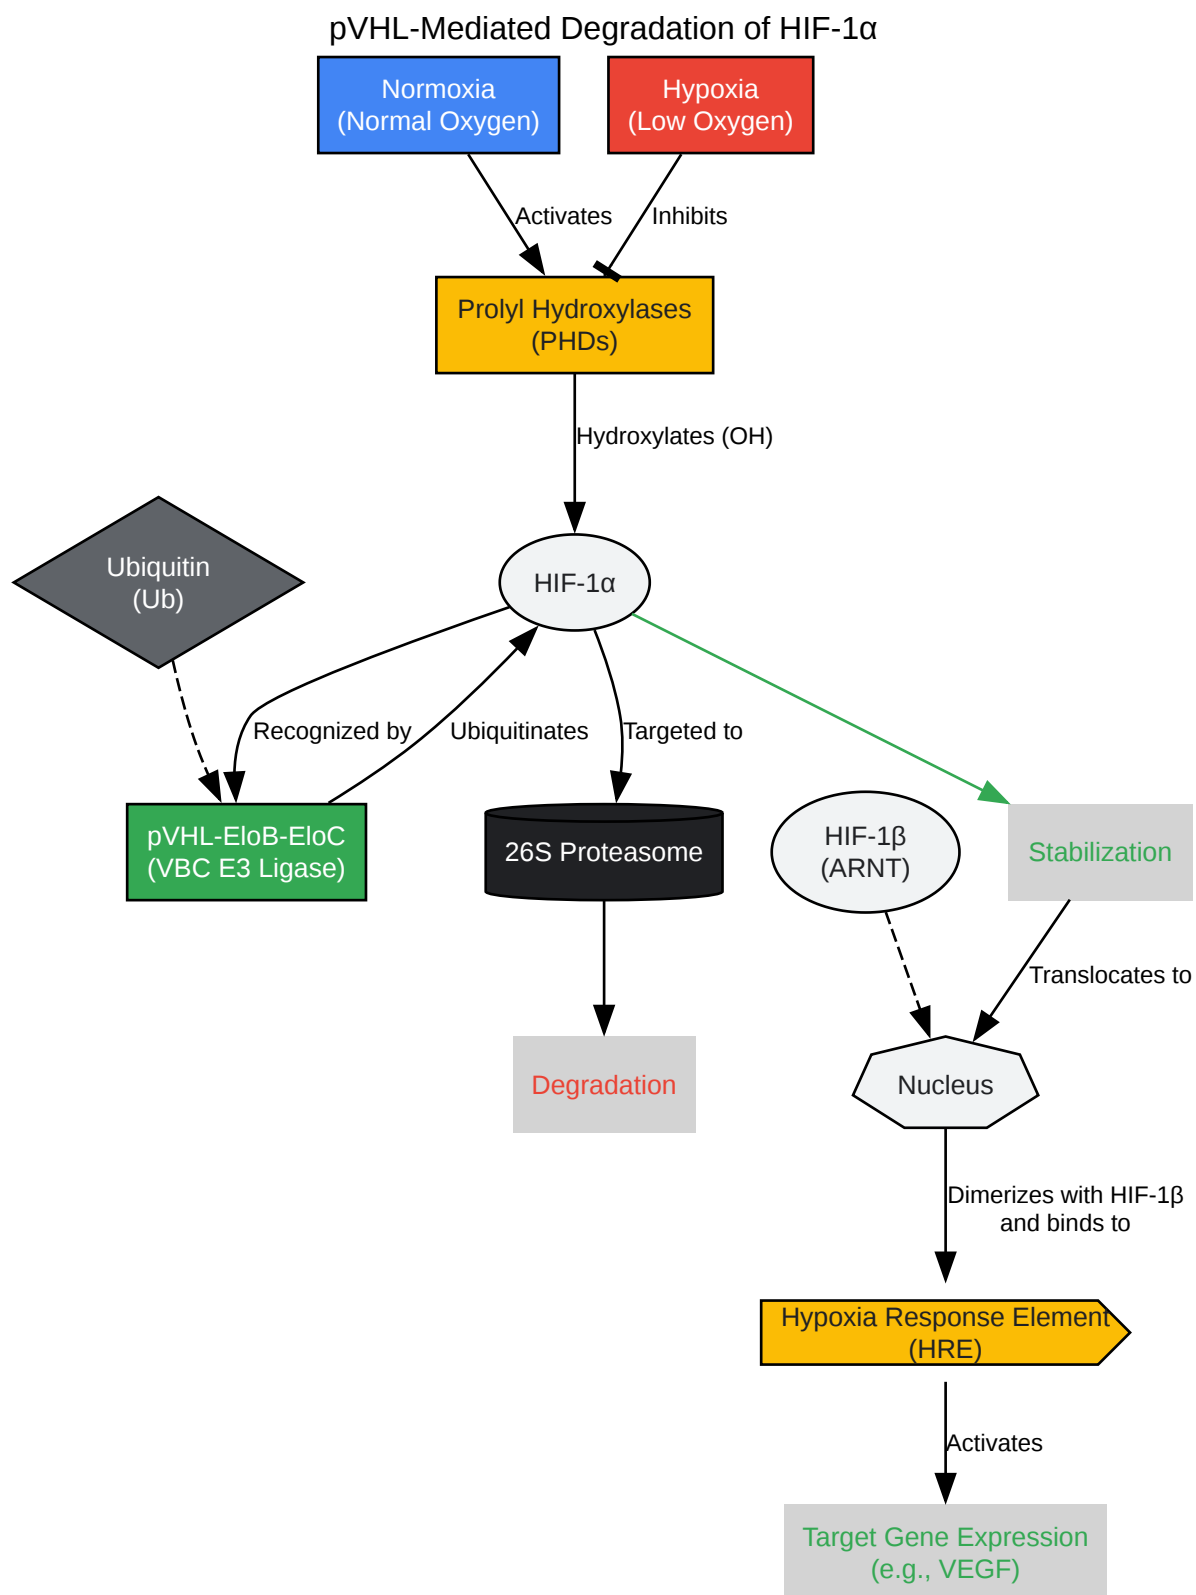 pVHL-Mediated Degradation of HIF-1α
Normoxia
(Normal Oxygen)
Hypoxia
(Low Oxygen)
Activates
Inhibits
Prolyl Hydroxylases
(PHDs)
Hydroxylates (OH)
Ubiquitin
(Ub)
HIF-1α
Recognized by
Ubiquitinates
Targeted to
pVHL-EloB-EloC
(VBC E3 Ligase)
26S Proteasome
HIF-1β
(ARNT)
Stabilization
Translocates to
Degradation
Nucleus
Dimerizes with HIF-1β
and binds to
Hypoxia Response Element
(HRE)
Activates
Target Gene Expression
(e.g., VEGF)